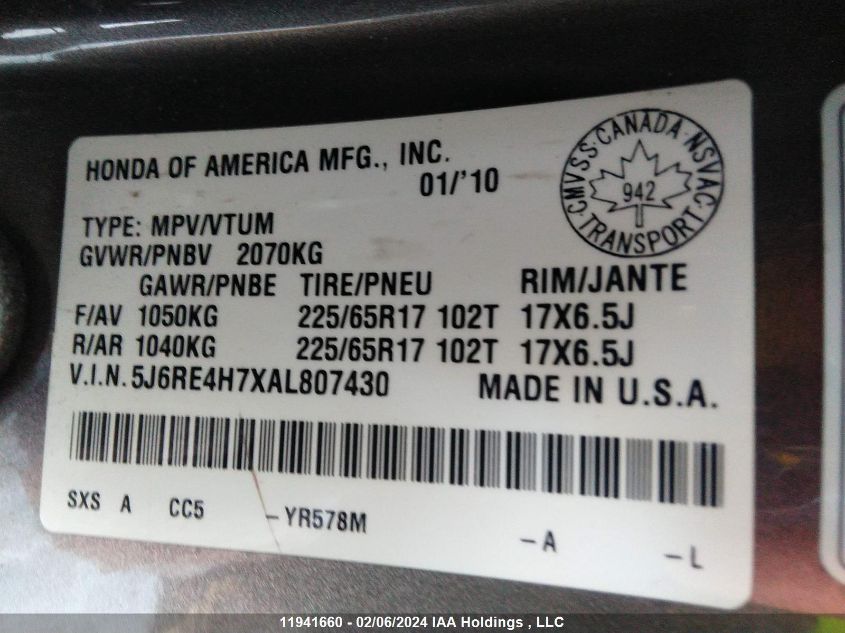 HONDA OF AMERICA MFG., INC.
01/'10
CMVSS·CANADA·NSVAC
942
TRANSPORT
TYPE: MPV/VTUM
GVWR/PNBV 2070KG
GAWR/PNBE TIRE/PNEU RIM/JANTE
F/AV 1050KG 225/65R17 102T 17X6.5J
R/AR 1040KG 225/65R17 102T 17X6.5J
V.I.N. 5J6RE4H7XAL807430 MADE IN U.S.A.
SXS A CC5 -YR578M -A -L
11941660 - 02/06/2024 IAA Holdings , LLC